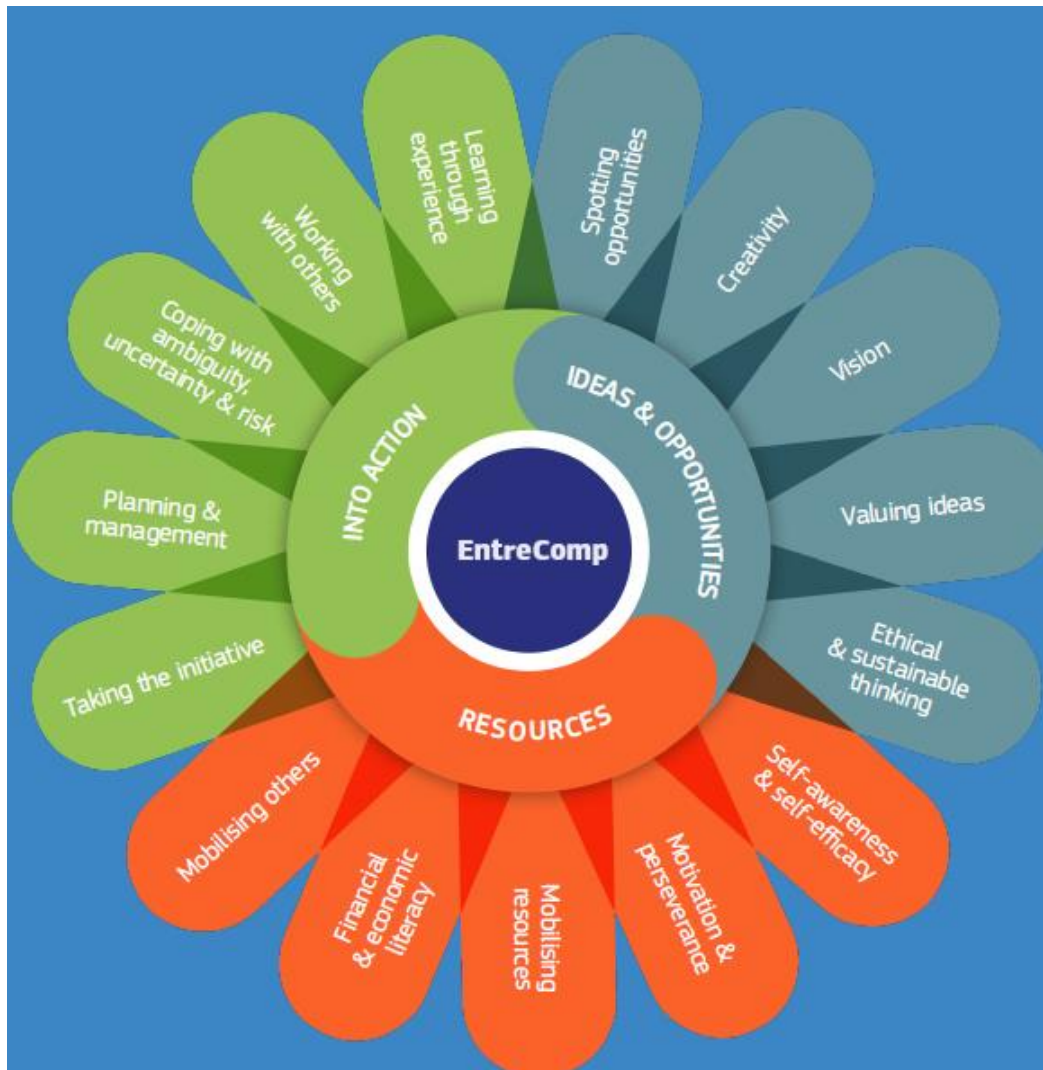 EntreComp
IDEAS & OPPORTUNITIES
Spotting
opportunities
Creativity
Vision
Valuing ideas
Ethical
& sustainable
thinking
RESOURCES
Self-awareness
& self-efficacy
Motivation &
perseverance
Mobilising
resources
Financial
& economic
literacy
Mobilising others
INTO ACTION
Taking the initiative
Planning &
management
Coping with
ambiguity,
uncertainty & risk
Working
with others
Learning
through
experience